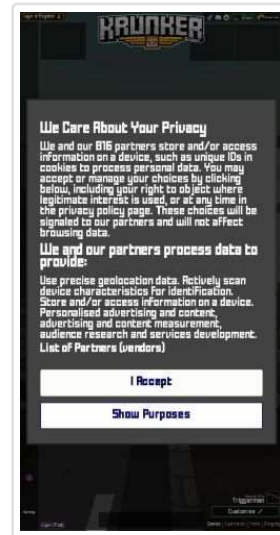 KRUNKER
We Care About Your Privacy
We and our 816 partners store and/or access
information on a device, such as unique IDs in
cookies to process personal data. You may
accept or manage your choices by clicking
below, including your right to object where
legitimate interest is used, or at any time in
the privacy policy page. These choices will be
signaled to our partners and will not affect
browsing data.
We and our partners process data to
provide:
Use precise geolocation data. Actively scan
device characteristics for identification.
Store and/or access information on a device.
Personalised advertising and content,
advertising and content measurement,
audience research and services development.
List of Partners (vendors)
I Accept
Show Purposes
Triggerman
Customise